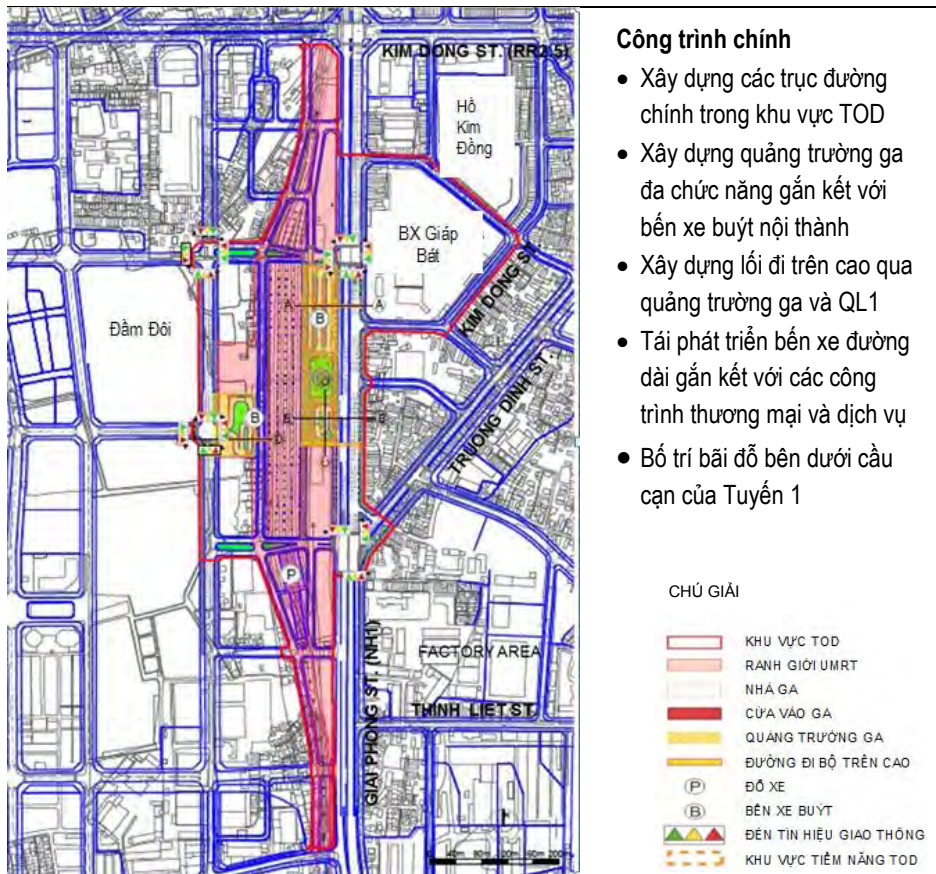 KIM DONG ST. (RR2.5)
Hồ
Kim
Đồng
BX Giáp
Bát
KIM DONG ST.
Đầm Đôi
TRUONG DINH ST.
A
A
B
B
B
B
D
C
P
GIAI PHONG ST. (NH1)
FACTORY AREA
THINH LIET ST.
0 40m 80m 120m 160m 200m
Công trình chính
• Xây dựng các trục đường
chính trong khu vực TOD
• Xây dựng quảng trường ga
đa chức năng gắn kết với
bến xe buýt nội thành
• Xây dựng lối đi trên cao qua
quảng trường ga và QL1
• Tái phát triển bến xe đường
dài gắn kết với các công
trình thương mại và dịch vụ
• Bố trí bãi đỗ bên dưới cầu
cạn của Tuyến 1
CHÚ GIẢI
KHU VỰC TOD
RANH GIỚI UMRT
NHÀ GA
CỬA VÀO GA
QUẢNG TRƯỜNG GA
ĐƯỜNG ĐI BỘ TRÊN CAO
P ĐỖ XE
B BẾN XE BUÝT
ĐÈN TÍN HIỆU GIAO THÔNG
KHU VỰC TIỀM NĂNG TOD